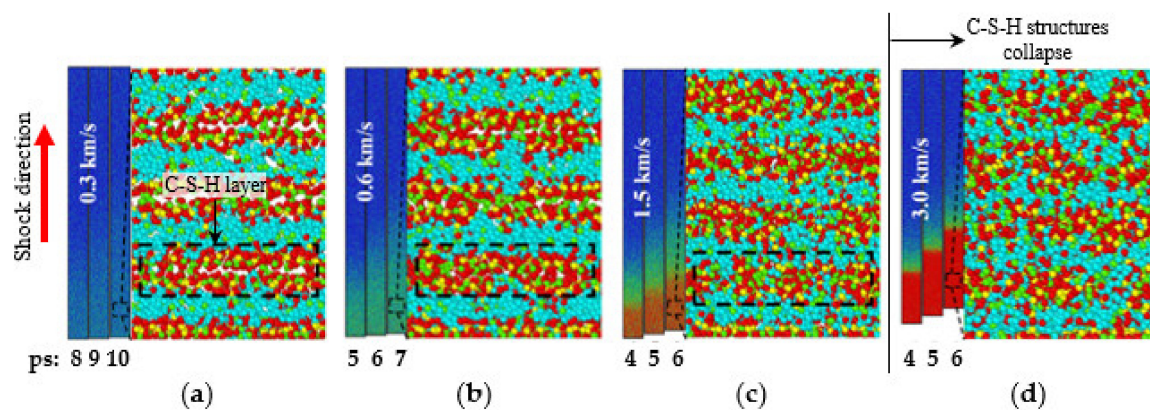 C-S-H structures
collapse
Shock direction
0.3 km/s
C-S-H layer
0.6 km/s
1.5 km/s
3.0 km/s
ps: 8 9 10
5 6 7
4 5 6
4 5 6
(a)
(b)
(c)
(d)